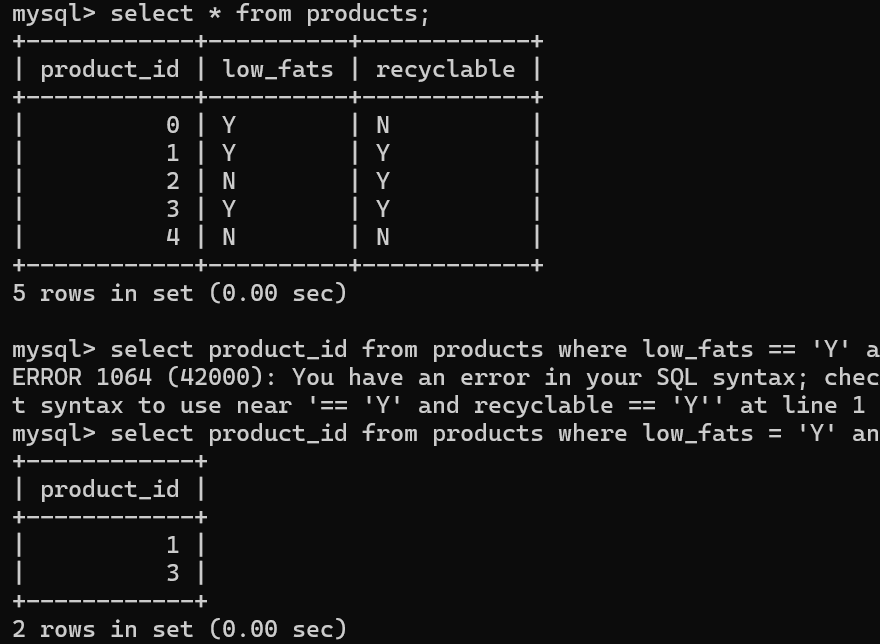 mysql> select * from products;
+------------+----------+------------+
| product_id | low_fats | recyclable |
+------------+----------+------------+
|          0 | Y        | N          |
|          1 | Y        | Y          |
|          2 | N        | Y          |
|          3 | Y        | Y          |
|          4 | N        | N          |
+------------+----------+------------+
5 rows in set (0.00 sec)

mysql> select product_id from products where low_fats == 'Y' a
ERROR 1064 (42000): You have an error in your SQL syntax; chec
t syntax to use near '== 'Y' and recyclable == 'Y'' at line 1
mysql> select product_id from products where low_fats = 'Y' an
+------------+
| product_id |
+------------+
|          1 |
|          3 |
+------------+
2 rows in set (0.00 sec)